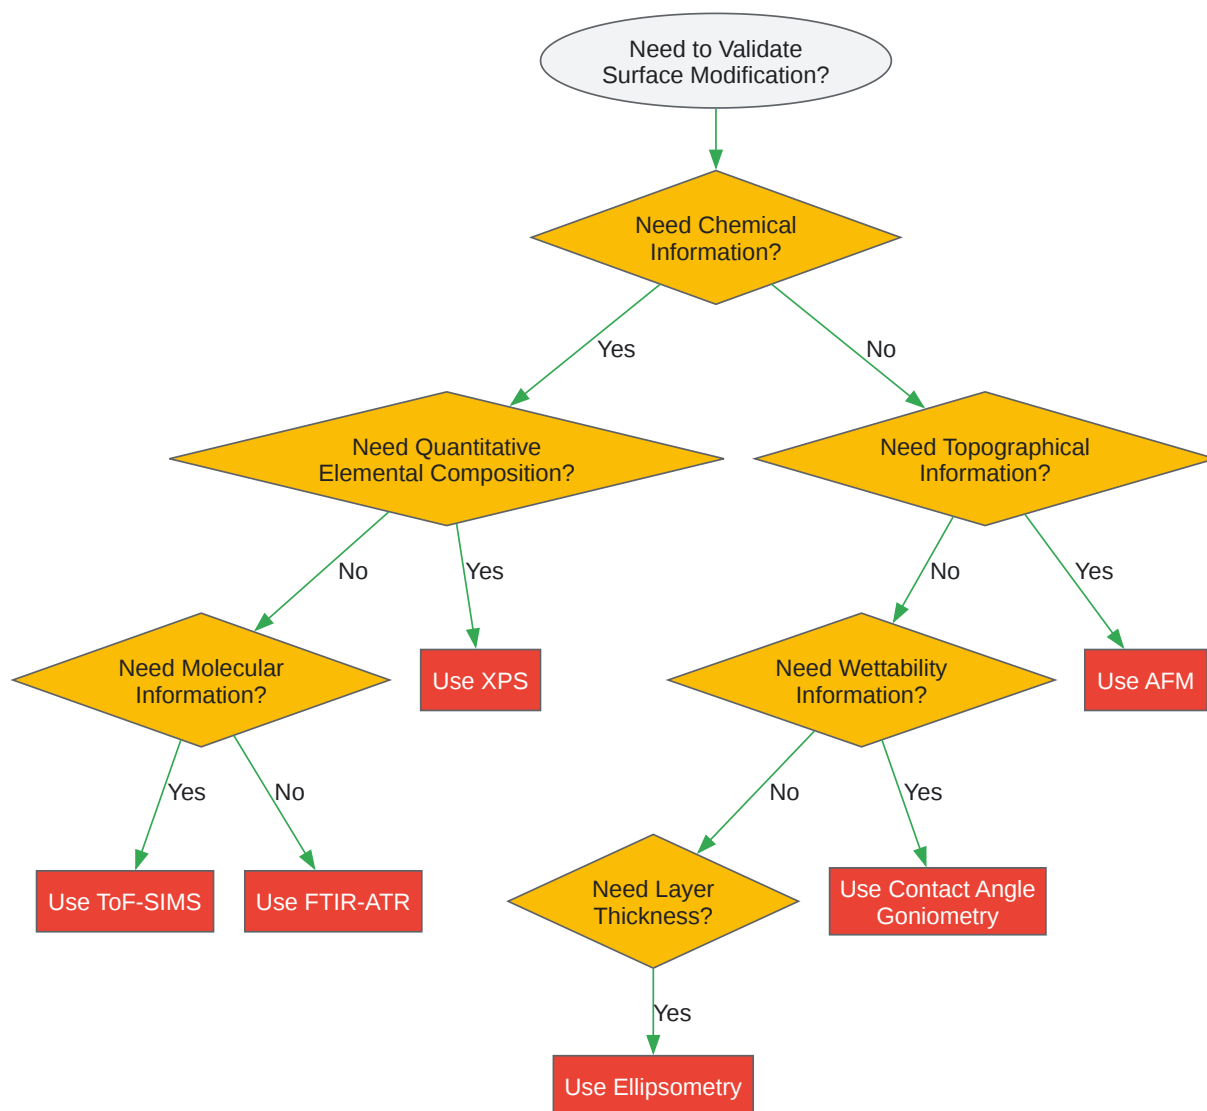 Need to Validate
Surface Modification?
Need Chemical
Information?
Yes
No
Need Quantitative
Elemental Composition?
Need Topographical
Information?
No
Yes
No
Yes
Need Molecular
Information?
Use XPS
Need Wettability
Information?
Use AFM
Yes
No
No
Yes
Use ToF-SIMS
Use FTIR-ATR
Need Layer
Thickness?
Use Contact Angle
Goniometry
Yes
Use Ellipsometry